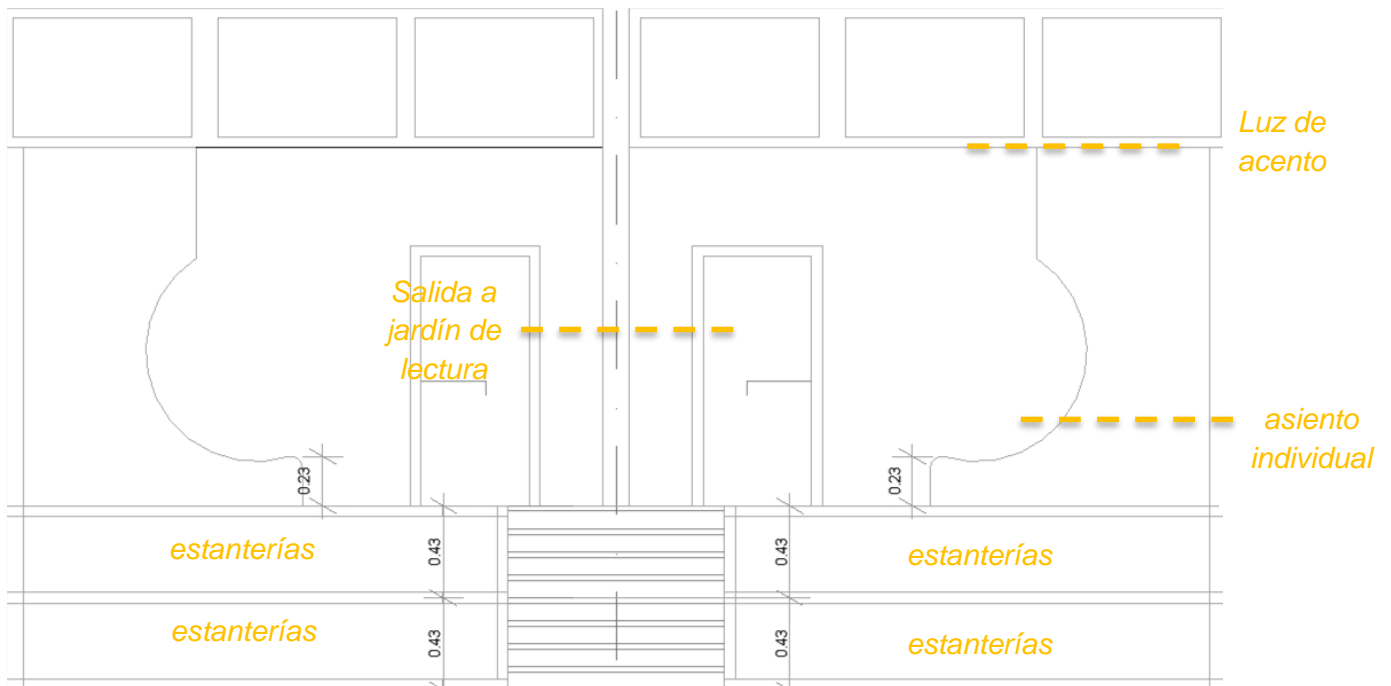 Luz de
acento
Salida a
jardín de
lectura
asiento
individual
0.23
0.23
estanterías
0.43
0.43
estanterías
estanterías
0.43
0.43
estanterías